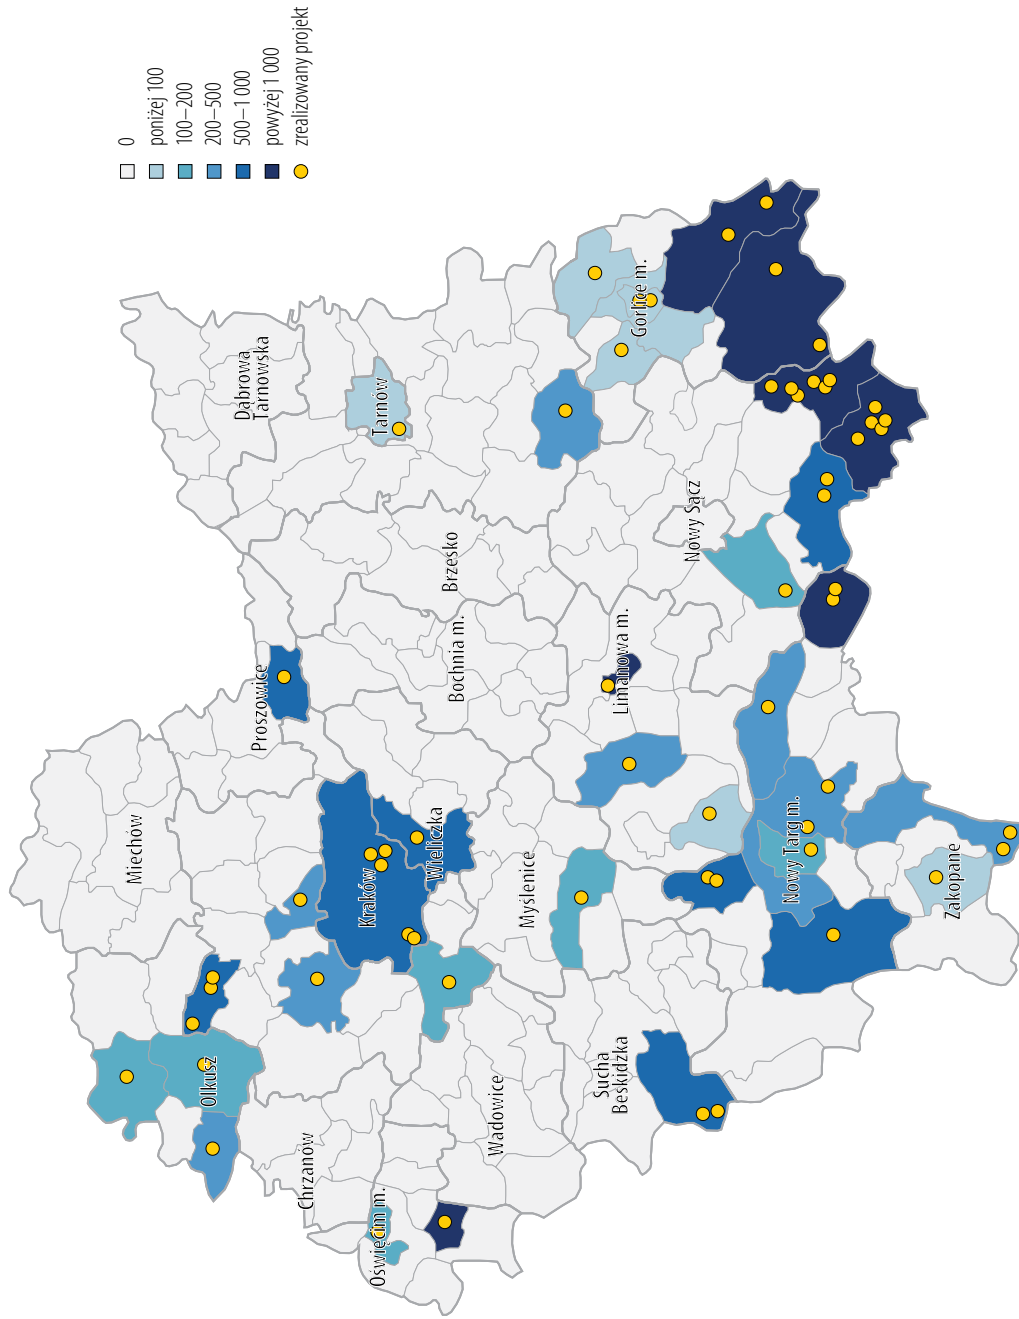 0
poniżej 100
100–200
200–500
500–1 000
powyżej 1 000
zrealizowany projekt
Miechów
Olkusz
Proszowice
Dąbrowa
Tarnowska
Chrzanów
Kraków
Tarnów
Oświęcim m.
Wieliczka
Bochnia m.
Brzesko
Wadowice
Myślenice
Sucha
Beskidzka
Limanowa m.
Gorlice m.
Nowy Sącz
Nowy Targ m.
Zakopane